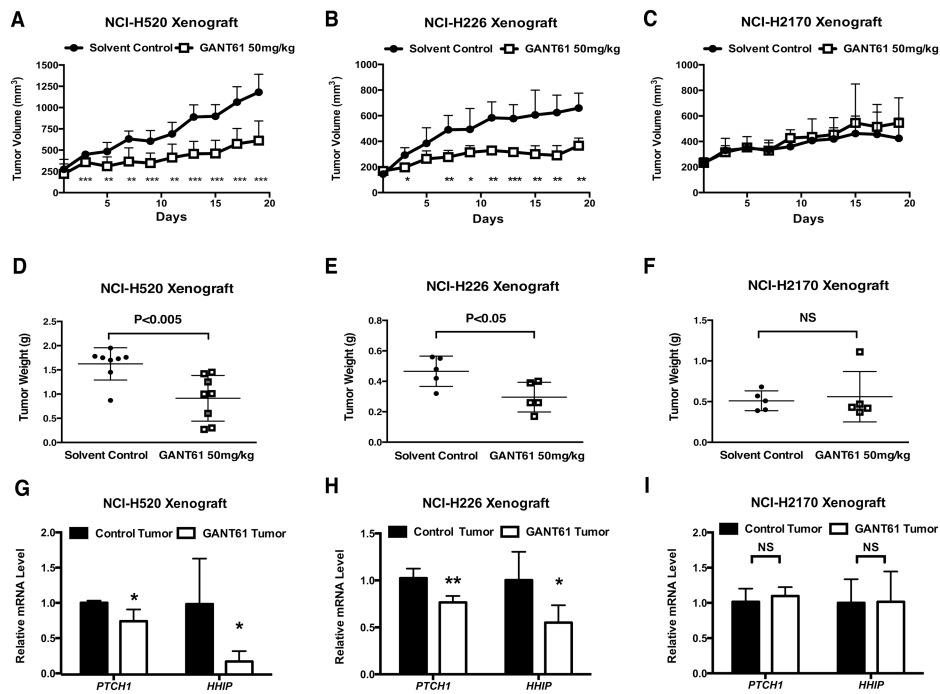 A
NCI-H520 Xenograft
Solvent Control GANT61 50mg/kg
Tumor Volume (mm3)
1500
1250
1000
750
500
250
0
*** ** ** *** ** *** *** *** ***
0 5 10 15 20
Days
B
NCI-H226 Xenograft
Solvent Control GANT61 50mg/kg
Tumor Volume (mm3)
1000
800
600
400
200
0
* ** * ** *** ** ** **
0 5 10 15 20
Days
C
NCI-H2170 Xenograft
Solvent Control GANT61 50mg/kg
Tumor Volume (mm3)
1000
800
600
400
200
0
0 5 10 15 20
Days
D
NCI-H520 Xenograft
P<0.005
Tumor Weight (g)
2.5
2.0
1.5
1.0
0.5
0.0
Solvent Control GANT61 50mg/kg
E
NCI-H226 Xenograft
P<0.05
Tumor Weight (g)
0.8
0.6
0.4
0.2
0.0
Solvent Control GANT61 50mg/kg
F
NCI-H2170 Xenograft
NS
Tumor Weight (g)
1.5
1.0
0.5
0.0
Solvent Control GANT61 50mg/kg
G
NCI-H520 Xenograft
Control Tumor GANT61 Tumor
Relative mRNA Level
2.0
1.5
1.0
0.5
0.0
* *
PTCH1 HHIP
H
NCI-H226 Xenograft
Control Tumor GANT61 Tumor
Relative mRNA Level
1.5
1.0
0.5
0.0
** *
PTCH1 HHIP
I
NCI-H2170 Xenograft
Control Tumor GANT61 Tumor
NS NS
Relative mRNA Level
2.0
1.5
1.0
0.5
0.0
PTCH1 HHIP